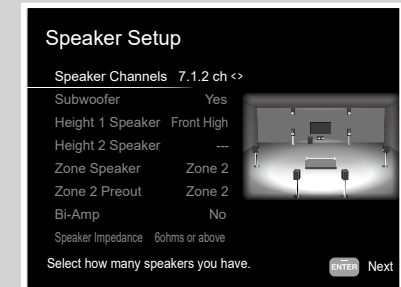 Speaker Setup
Speaker Channels 7.1.2 ch <>
Subwoofer Yes
Height 1 Speaker Front High
Height 2 Speaker ---
Zone Speaker Zone 2
Zone 2 Preout Zone 2
Bi-Amp No
Speaker Impedance 6ohms or above
Select how many speakers you have.
ENTER Next